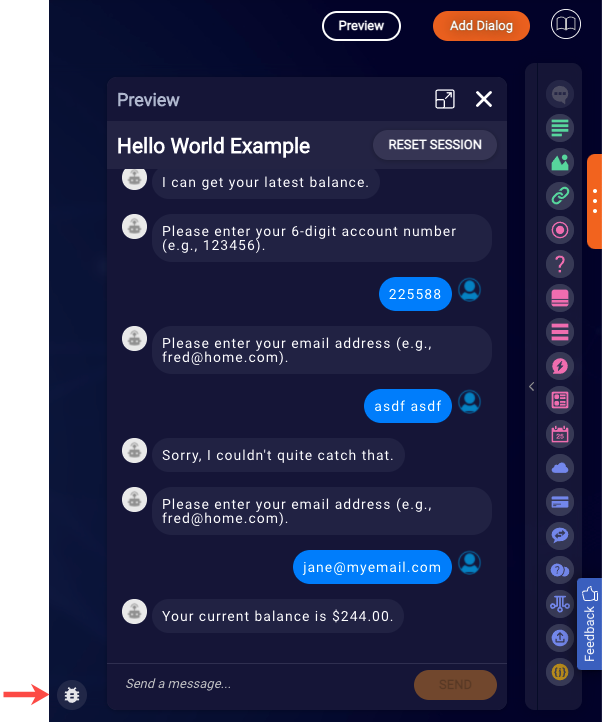 Preview
Add Dialog
Preview
Hello World Example
RESET SESSION
I can get your latest balance.
Please enter your 6-digit account number
(e.g., 123456).
225588
Please enter your email address (e.g.,
fred@home.com).
asdf asdf
Sorry, I couldn't quite catch that.
Please enter your email address (e.g.,
fred@home.com).
jane@myemail.com
Your current balance is $244.00.
Send a message...
SEND
?
25
Feedback